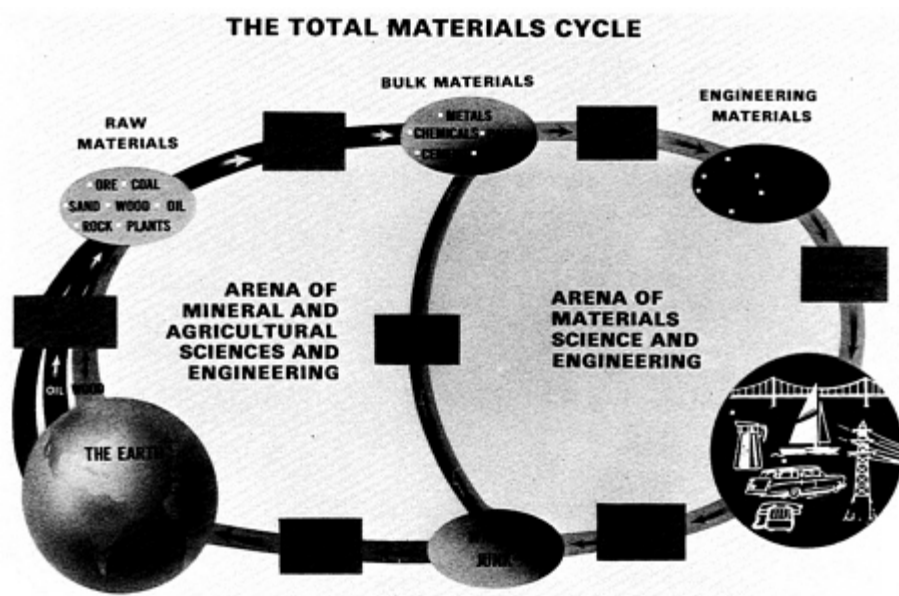 THE TOTAL MATERIALS CYCLE
BULK MATERIALS
RAW
MATERIALS
ENGINEERING
MATERIALS
METALS
CHEMICALS
ORE COAL
SAND WOOD OIL
ROCK PLANTS
ARENA OF
MINERAL AND
AGRICULTURAL
SCIENCES AND
ENGINEERING
ARENA OF
MATERIALS
SCIENCE AND
ENGINEERING
OIL WOOD
THE EARTH
JUNK